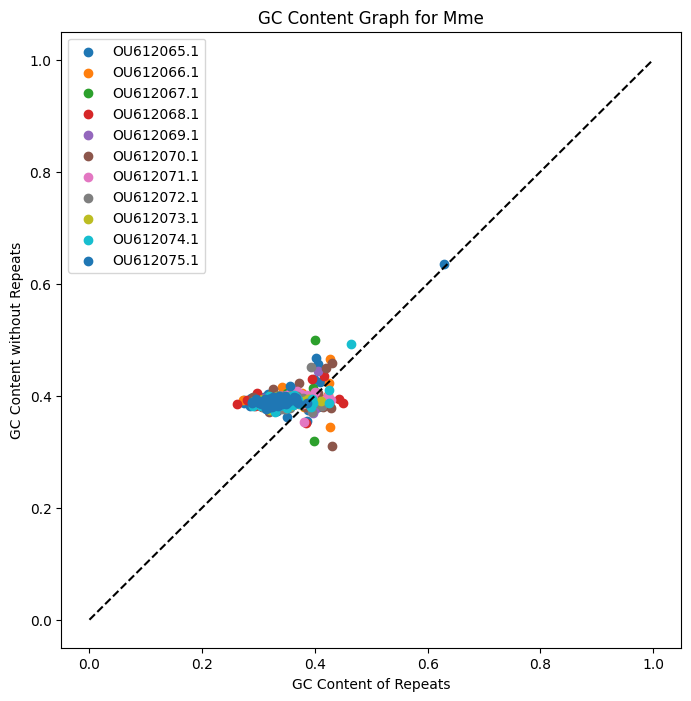 GC Content Graph for Mme
OU612065.1
OU612066.1
OU612067.1
OU612068.1
OU612069.1
OU612070.1
OU612071.1
OU612072.1
OU612073.1
OU612074.1
OU612075.1
GC Content without Repeats
1.0
0.8
0.6
0.4
0.2
0.0
0.0 0.2 0.4 0.6 0.8 1.0
GC Content of Repeats